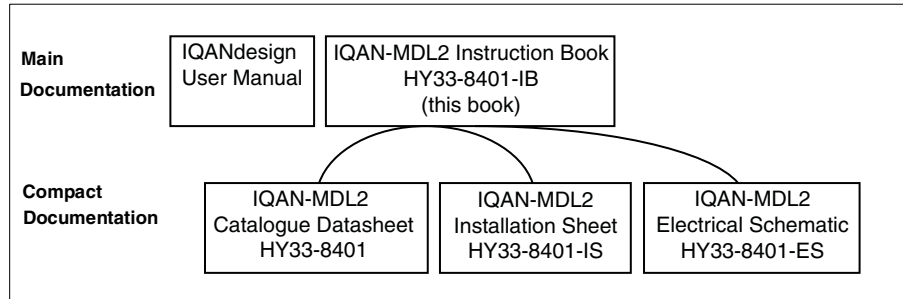 Main
Documentation
IQANdesign
User Manual
IQAN-MDL2 Instruction Book
HY33-8401-IB
(this book)
Compact
Documentation
IQAN-MDL2
Catalogue Datasheet
HY33-8401
IQAN-MDL2
Installation Sheet
HY33-8401-IS
IQAN-MDL2
Electrical Schematic
HY33-8401-ES